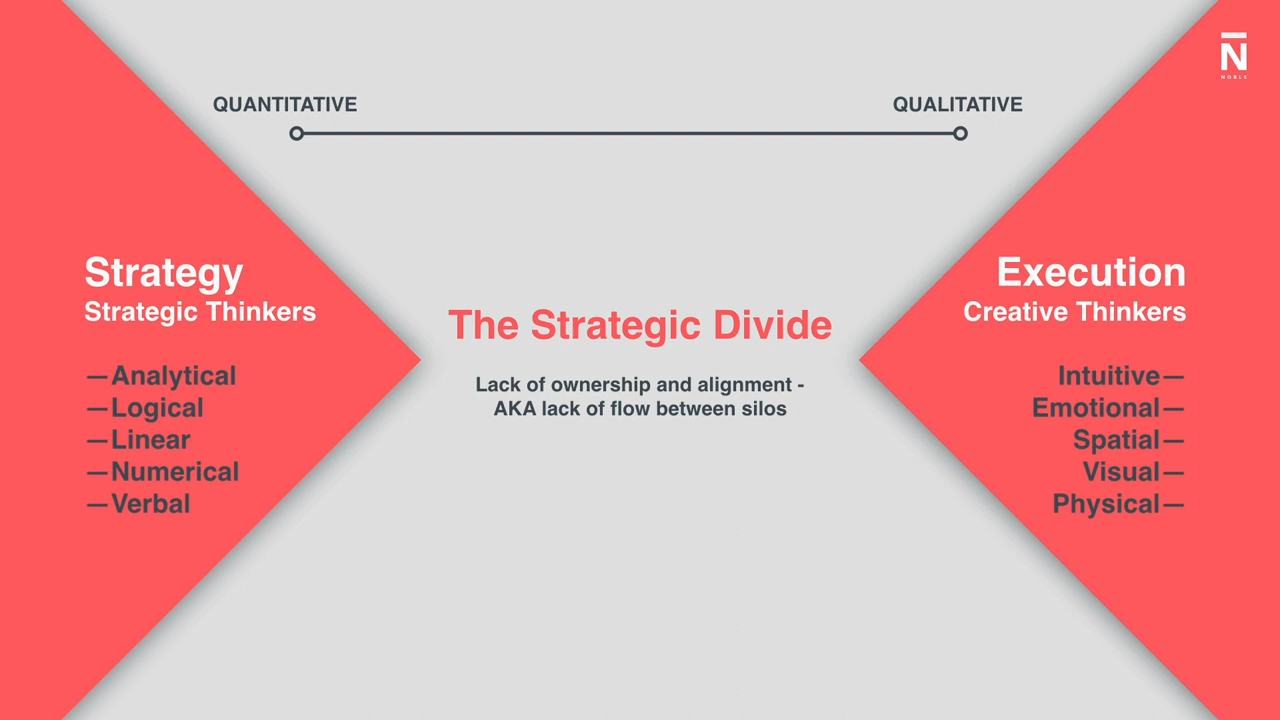 N
NOBLE
QUANTITATIVE
QUALITATIVE
Strategy
Strategic Thinkers
—Analytical
—Logical
—Linear
—Numerical
—Verbal
The Strategic Divide
Lack of ownership and alignment -
AKA lack of flow between silos
Execution
Creative Thinkers
Intuitive—
Emotional—
Spatial—
Visual—
Physical—